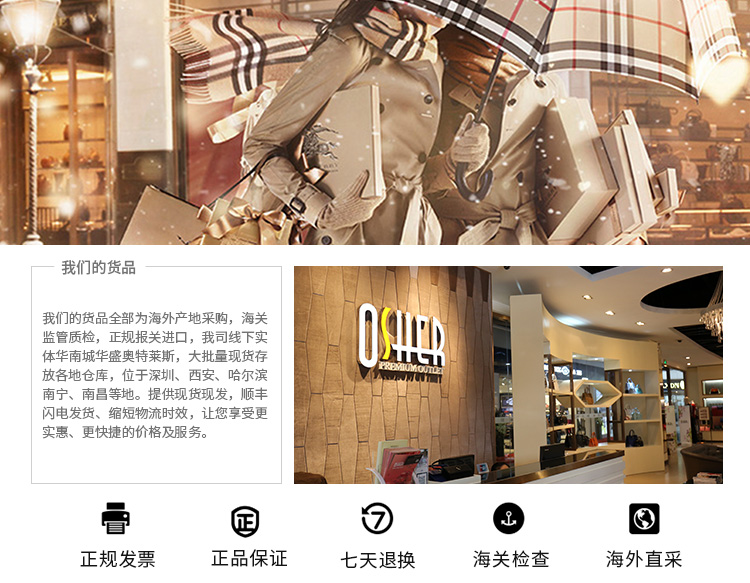 我们的货品
我们的货品全部为海外产地采购，海关
监管质检，正规报关进口，我司线下实
体华南城华盛奥特莱斯，大批量现货存
放各地仓库，位于深圳、西安、哈尔滨
南宁、南昌等地。提供现货现发，顺丰
闪电发货、缩短物流时效，让您享受更
实惠、更快捷的价格及服务。
OSHER
PREMIUM OUTLET
正
7
正规发票
正品保证
七天退换
海关检查
海外直采